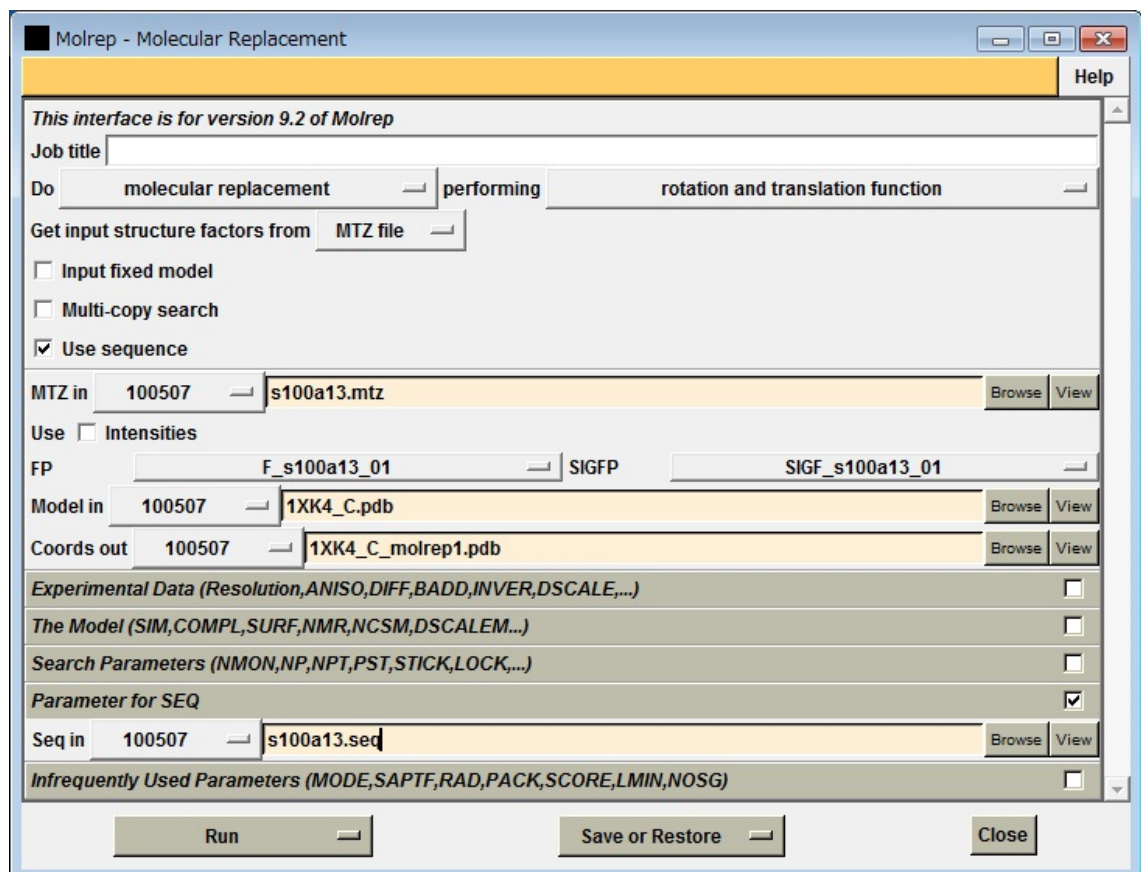 Molrep - Molecular Replacement
Help
This interface is for version 9.2 of Molrep
Job title
Do molecular replacement performing rotation and translation function
Get input structure factors from MTZ file
Input fixed model
Multi-copy search
Use sequence
MTZ in 100507 s100a13.mtz Browse View
Use Intensities
FP F_s100a13_01 SIGFP SIGF_s100a13_01
Model in 100507 1XK4_C.pdb Browse View
Coords out 100507 1XK4_C_molrep1.pdb Browse View
Experimental Data (Resolution,ANISO,DIFF,BADD,INVER,DSCALE,...)
The Model (SIM,COMPL,SURF,NMR,NCSM,DSCALEM...)
Search Parameters (NMON,NP,NPT,PST,STICK,LOCK,...)
Parameter for SEQ
Seq in 100507 s100a13.seq Browse View
Infrequently Used Parameters (MODE,SAPTF,RAD,PACK,SCORE,LMIN,NOSG)
Run Save or Restore Close